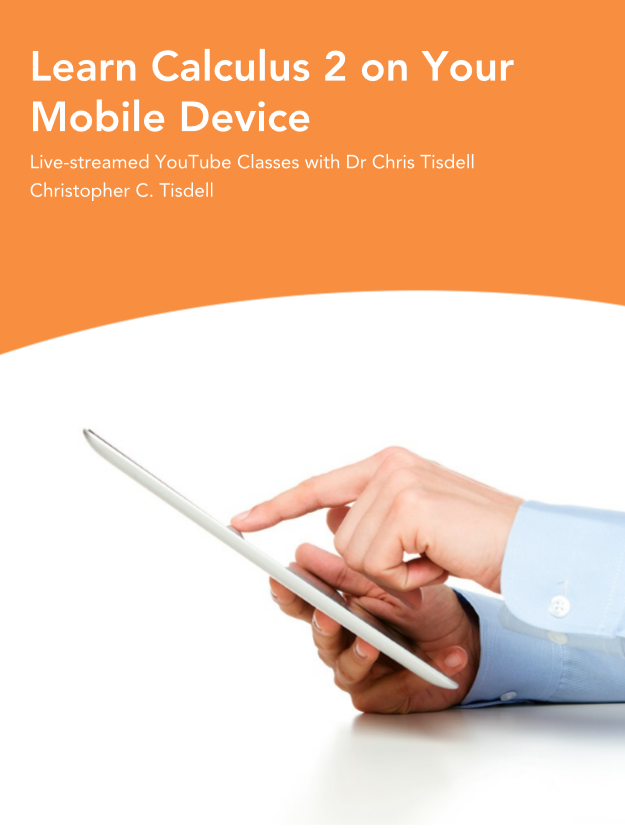 Learn Calculus 2 on Your
Mobile Device
Live-streamed YouTube Classes with Dr Chris Tisdell
Christopher C. Tisdell